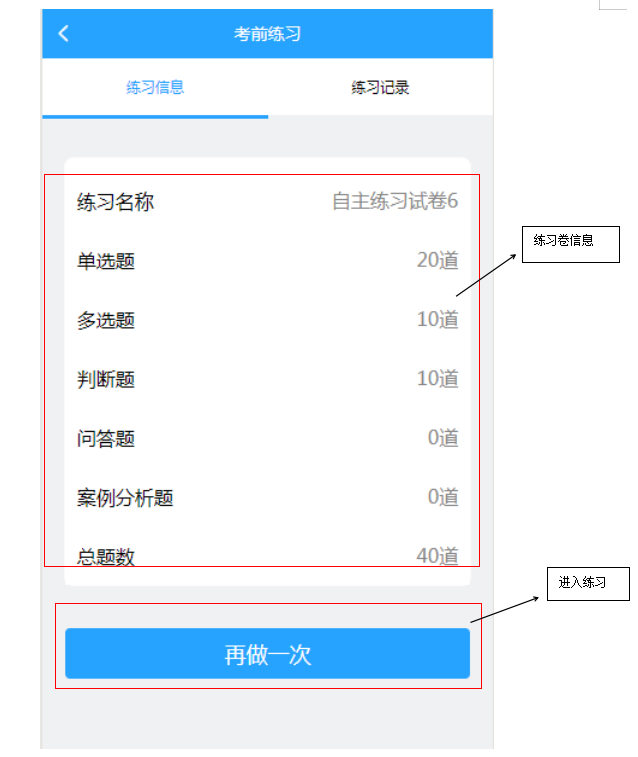 考前练习
练习信息 练习记录
练习名称 自主练习试卷6
单选题 20道
练习卷信息
多选题 10道
判断题 10道
问答题 0道
案例分析题 0道
总题数 40道
进入练习
再做一次